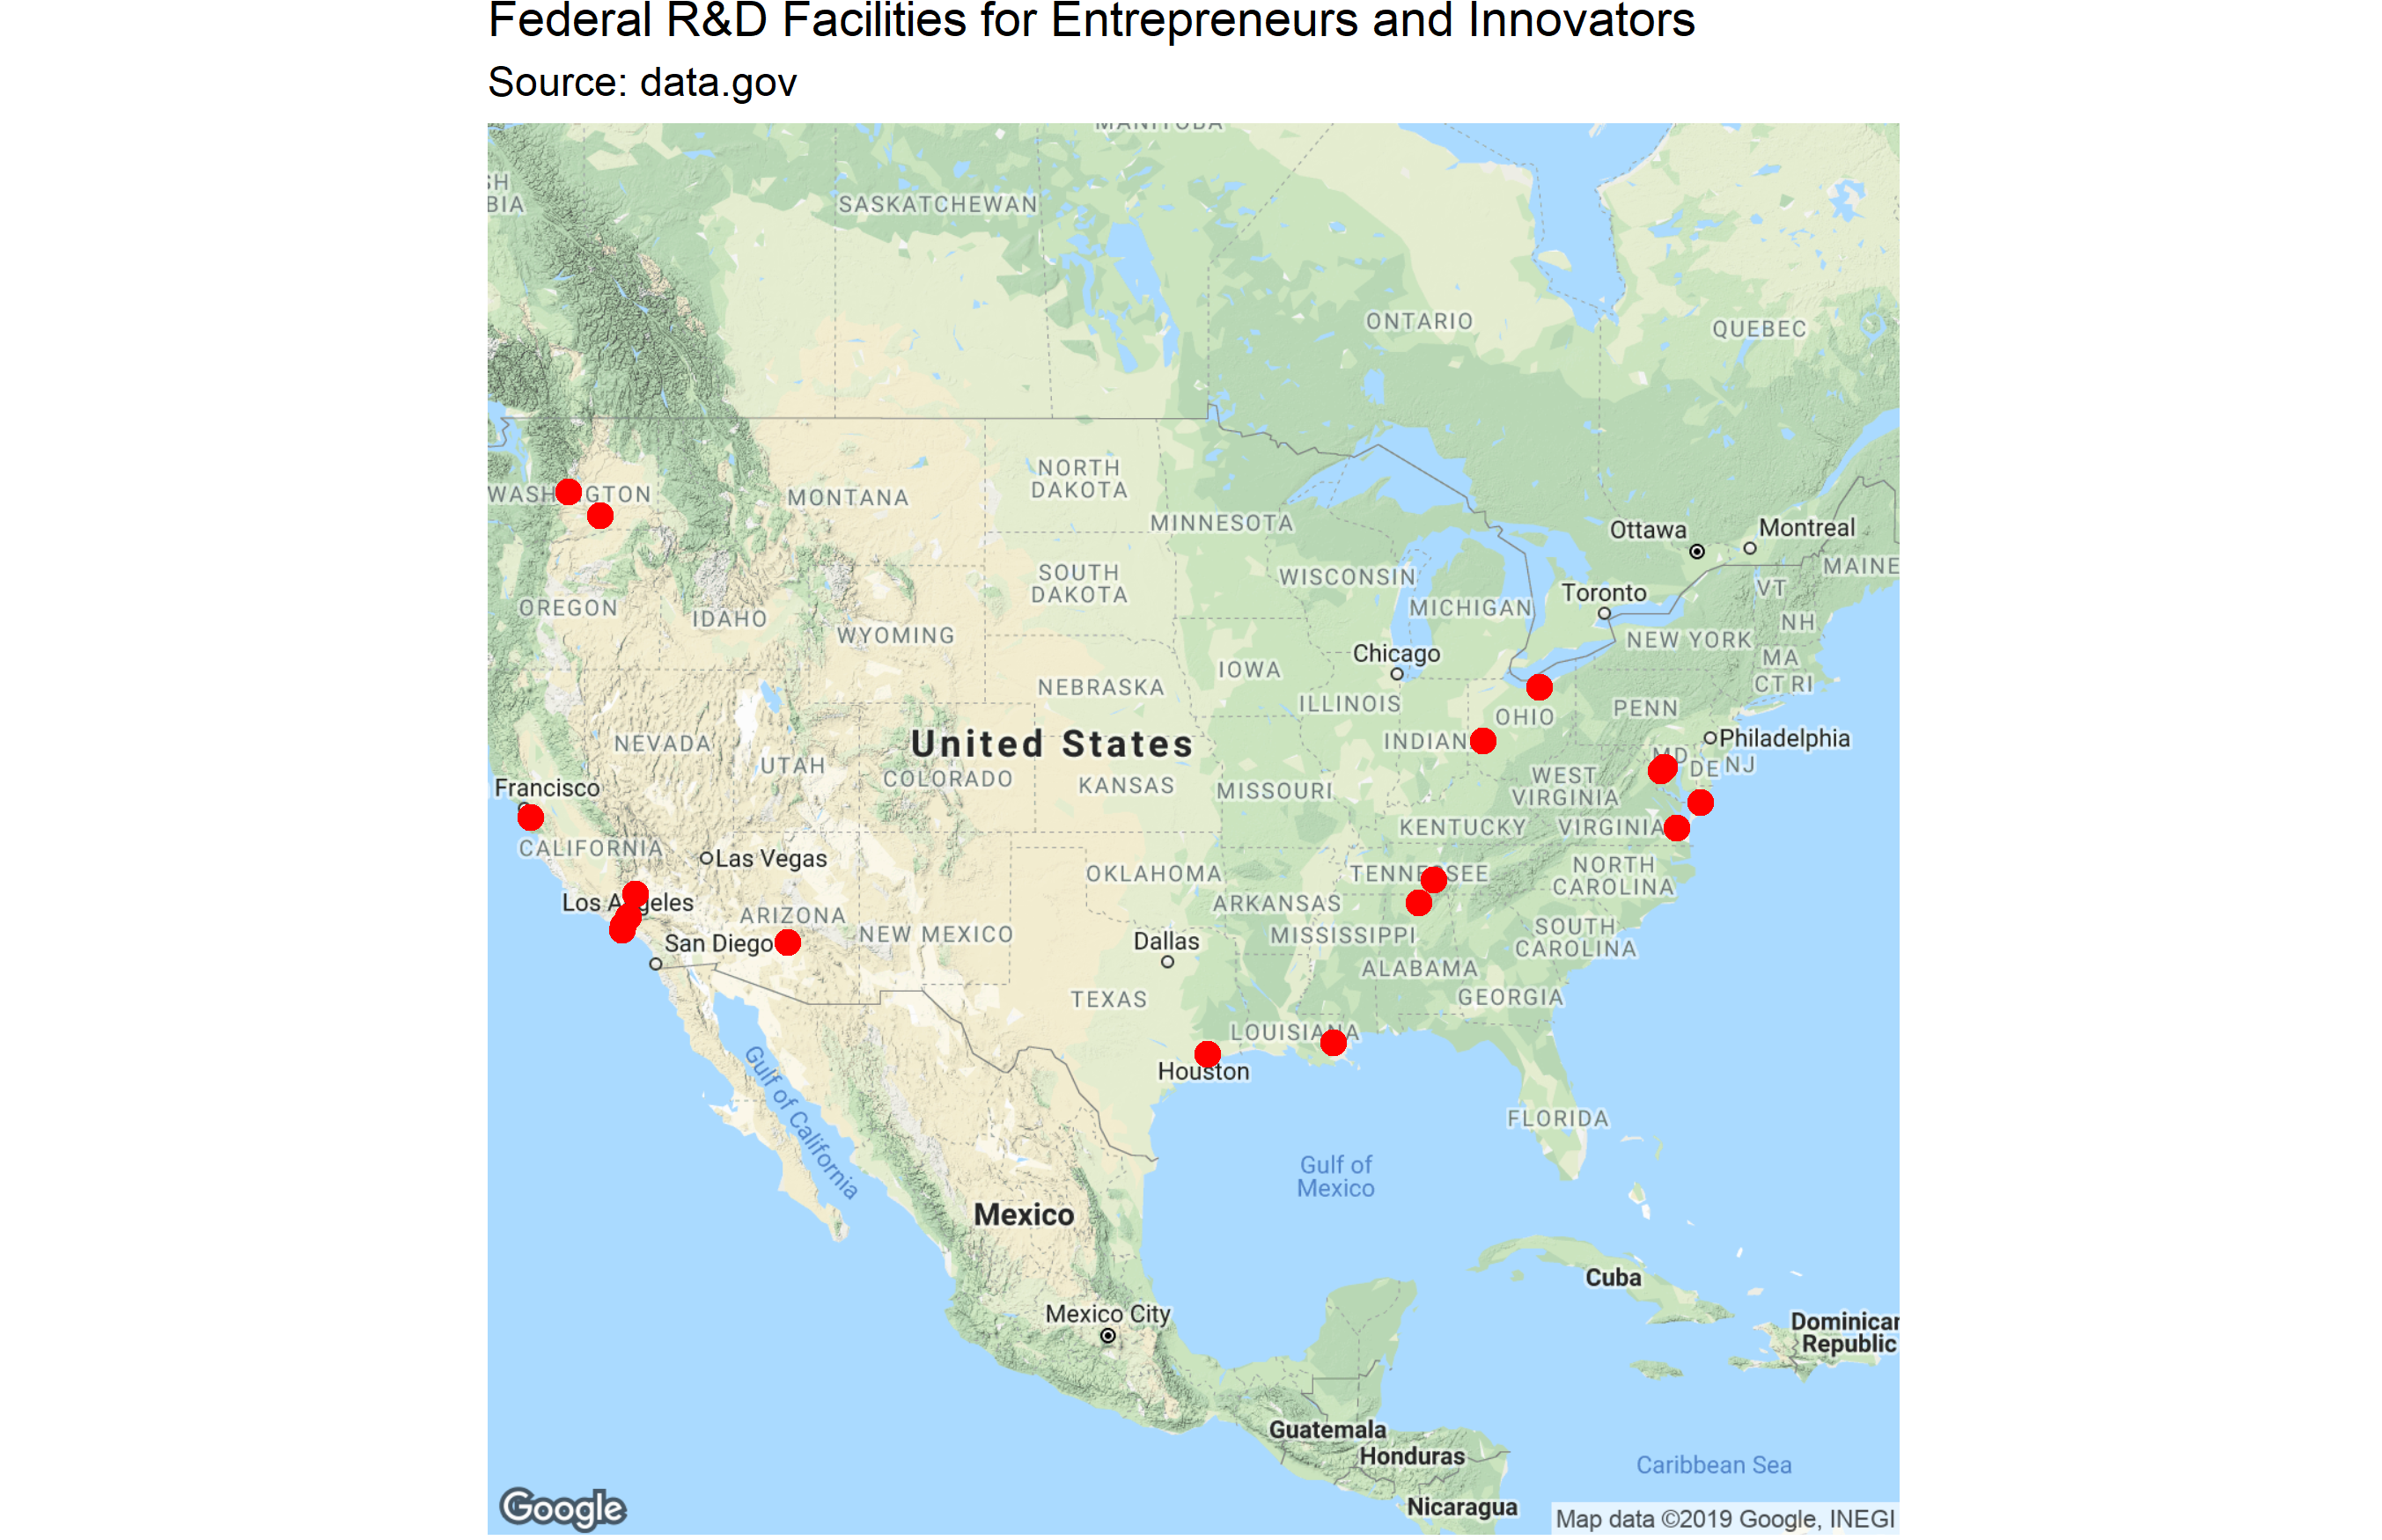 Federal R&D Facilities for Entrepreneurs and Innovators
Source: data.gov
MANITOBA
SH
BIA
SASKATCHEWAN
ONTARIO
QUEBEC
WASH GTON
MONTANA
NORTH
DAKOTA
MINNESOTA
Ottawa
Montreal
MAINE
SOUTH
DAKOTA
WISCONSIN
MICHIGAN
Toronto
VT
OREGON
IDAHO
WYOMING
NH
NEW YORK
Chicago
MA
CT RI
IOWA
NEBRASKA
ILLINOIS
OHIO
PENN
NEVADA
United States
INDIAN
Philadelphia
MD
DE
NJ
UTAH
COLORADO
KANSAS
MISSOURI
WEST
VIRGINIA
Francisco
KENTUCKY
VIRGINIA
CALIFORNIA
Las Vegas
OKLAHOMA
TENNESSEE
NORTH
CAROLINA
Los Angeles
ARIZONA
NEW MEXICO
ARKANSAS
MISSISSIPPI
SOUTH
CAROLINA
San Diego
Dallas
ALABAMA
TEXAS
GEORGIA
LOUISIANA
Houston
Gulf of California
FLORIDA
Gulf of
Mexico
Mexico
Cuba
Mexico City
Dominican
Republic
Guatemala
Honduras
Caribbean Sea
Nicaragua
Google
Map data ©2019 Google, INEGI